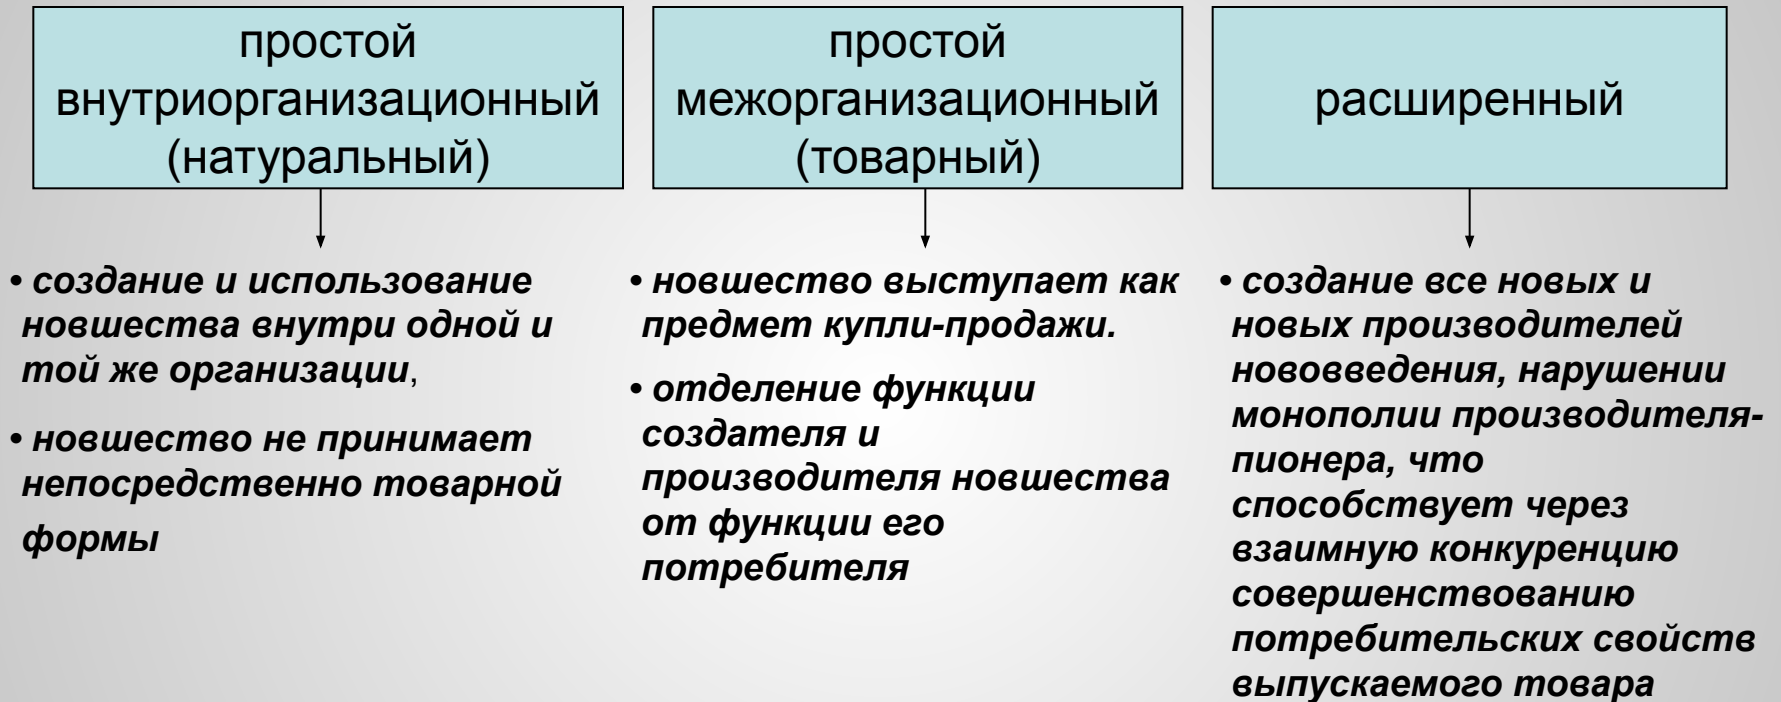 простой
внутриорганизационный
(натуральный)
простой
межорганизационный
(товарный)
расширенный
• создание и использование
новшества внутри одной и
той же организации,
• новшество не принимает
непосредственно товарной
формы
• новшество выступает как
предмет купли-продажи.
• отделение функции
создателя и
производителя новшества
от функции его
потребителя
• создание все новых и
новых производителей
нововведения, нарушении
монополии производителя-
пионера, что
способствует через
взаимную конкуренцию
совершенствованию
потребительских свойств
выпускаемого товара